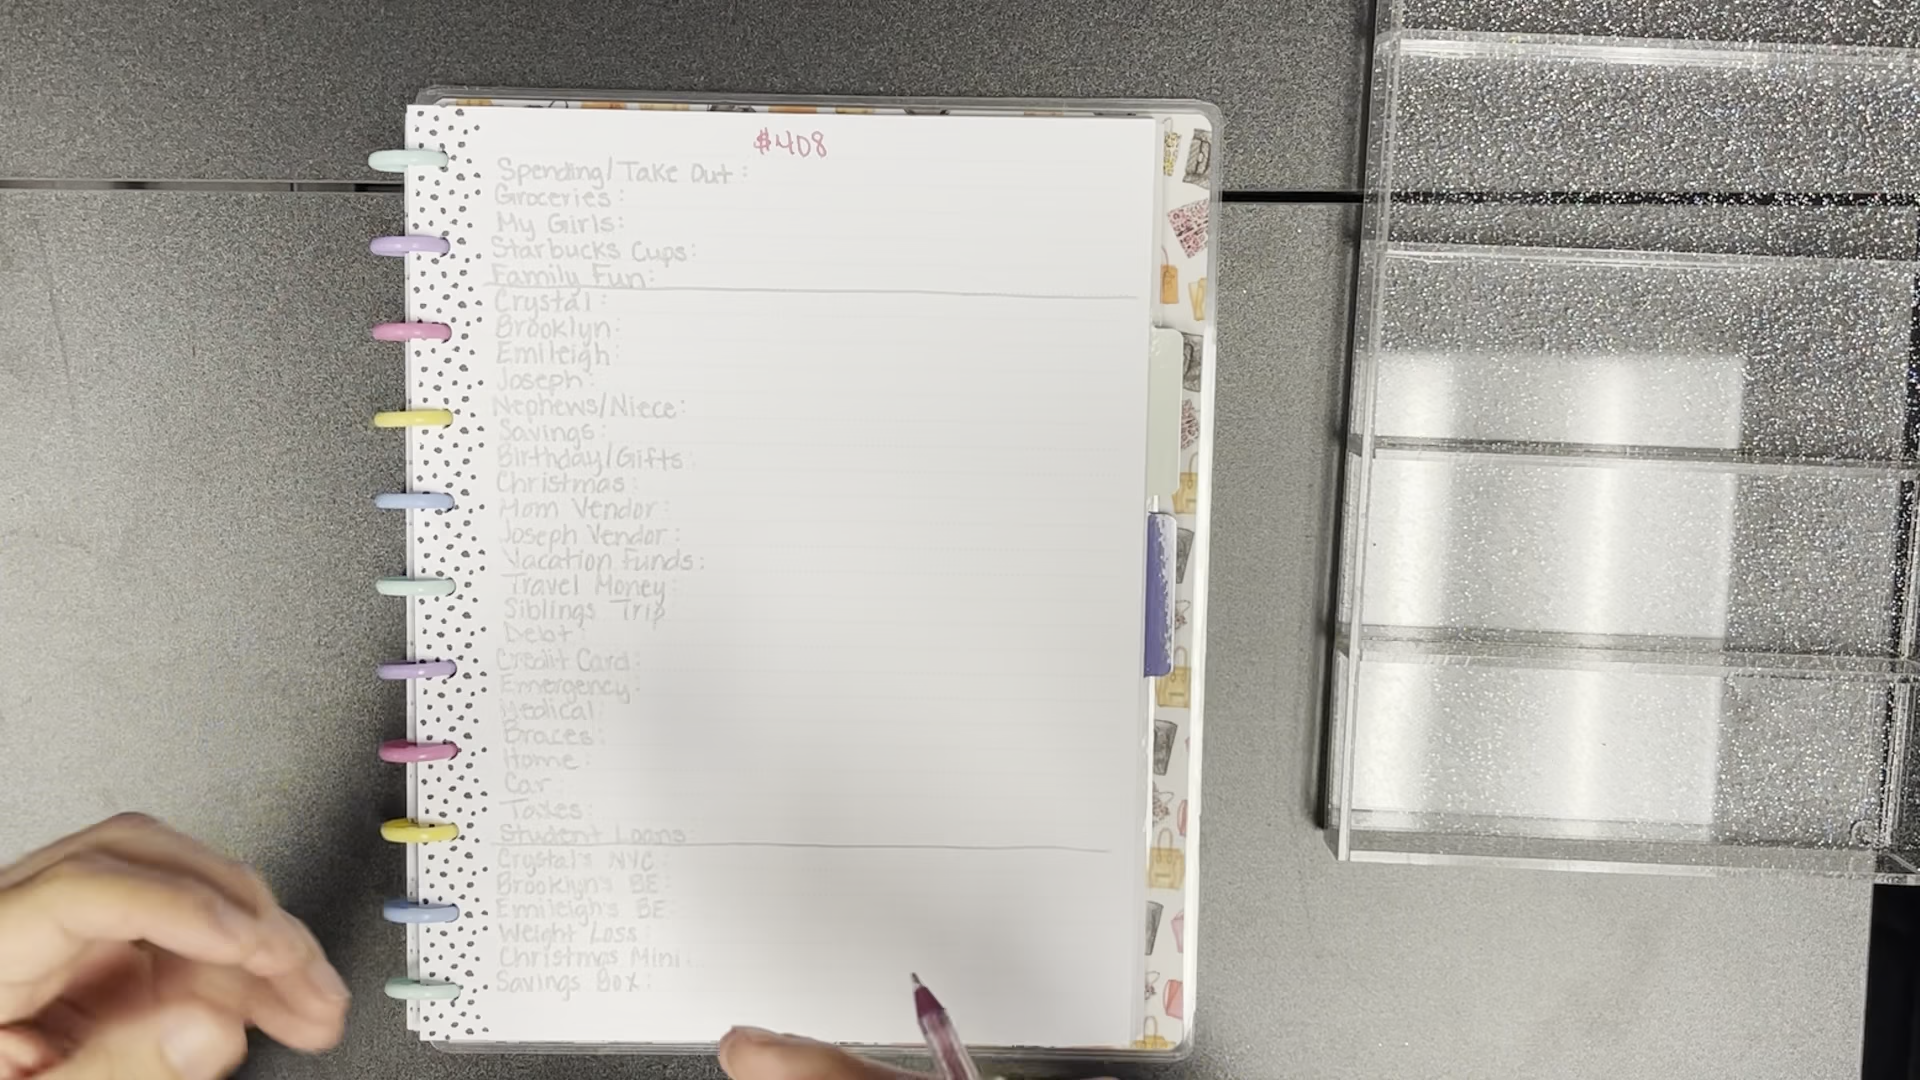 $408
Spending/Take Out:
Groceries:
My Girls:
Starbucks Cups:
Family Fun:
Crystal:
Brooklyn:
Emileigh:
Joseph:
Nephews/Niece:
Savings:
Birthday/Gifts:
Christmas:
Mom Vendor:
Joseph Vendor:
Vacation Funds:
Travel Money:
Siblings Trip
Debt:
Credit Card:
Emergency:
Medical:
Braces:
Home:
Car
Taxes:
Student Loans:
Crystal's NYC:
Brooklyn's BE:
Emileigh's BE:
Weight Loss:
Christmas Mini:
Savings Box: